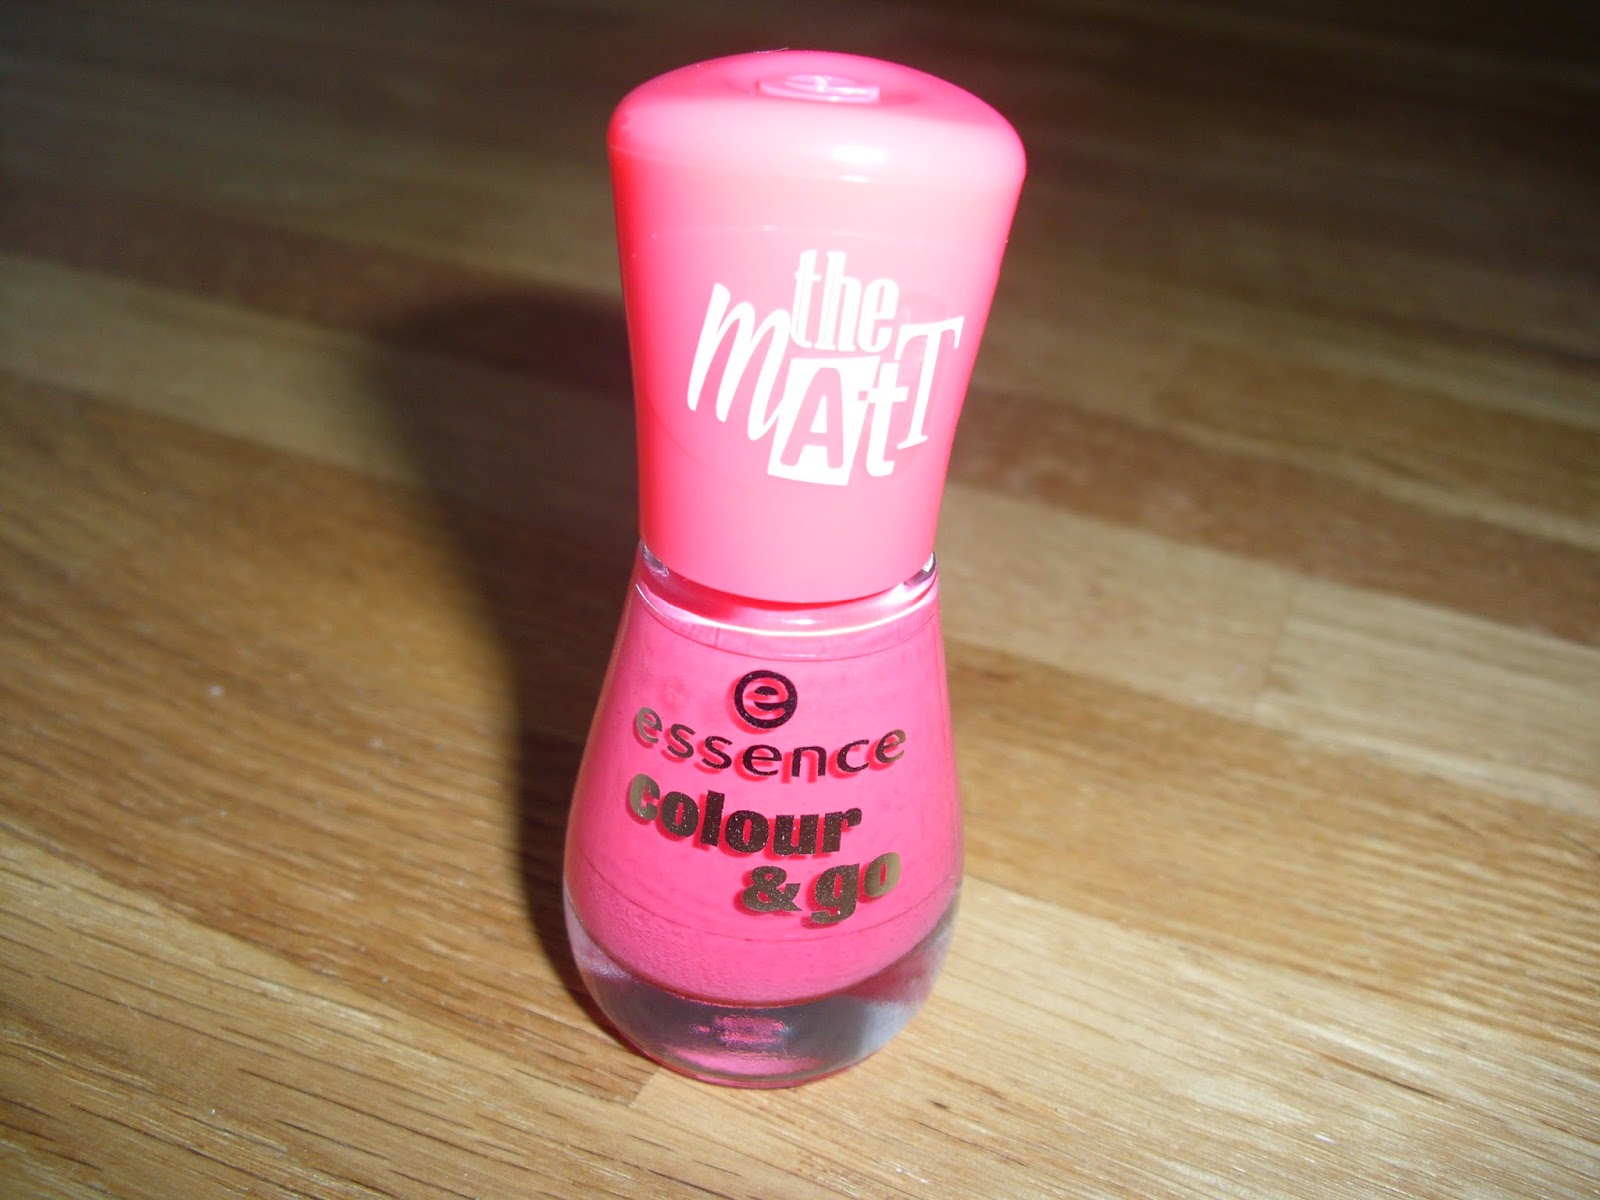 the
mAtT
e
essence
colour
& go